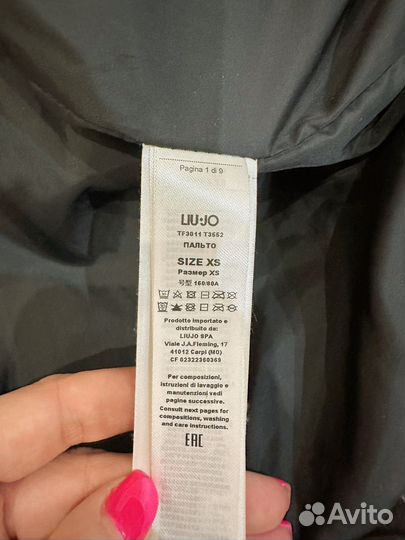 Pagina 1 di 9
LIU·JO
TF3011 T3552
ПАЛЬТО
SIZE XS
Размер XS
号型 160/80A
Prodotto importato e
distribuito da:
LIUJO SPA
Viale J.A.Fleming, 17
41012 Carpi (MO)
CF 02322360369
Per composizioni,
istruzioni di lavaggio e
manutenzioni vedi
pagine successive.
Consult next pages for
compositions, washing
and care instructions.
EAC
Avito